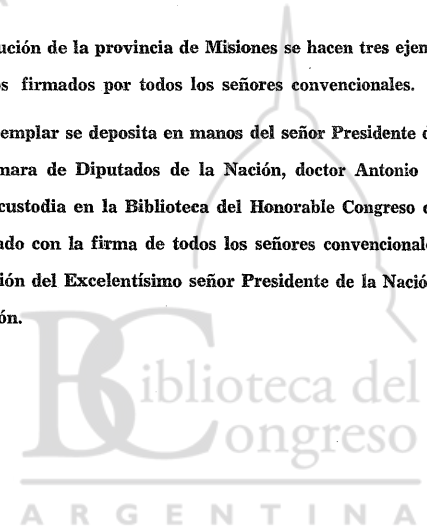 ución de la provincia de Misiones se hacen tres ejem
s firmados por todos los señores convencionales.
emplar se deposita en manos del señor Presidente d
mara de Diputados de la Nación, doctor Antonio
custodia en la Biblioteca del Honorable Congreso d
ado con la firma de todos los señores convencionale
ión del Excelentísimo señor Presidente de la Nació
ón.
Biblioteca del
Congreso
ARGENTINA